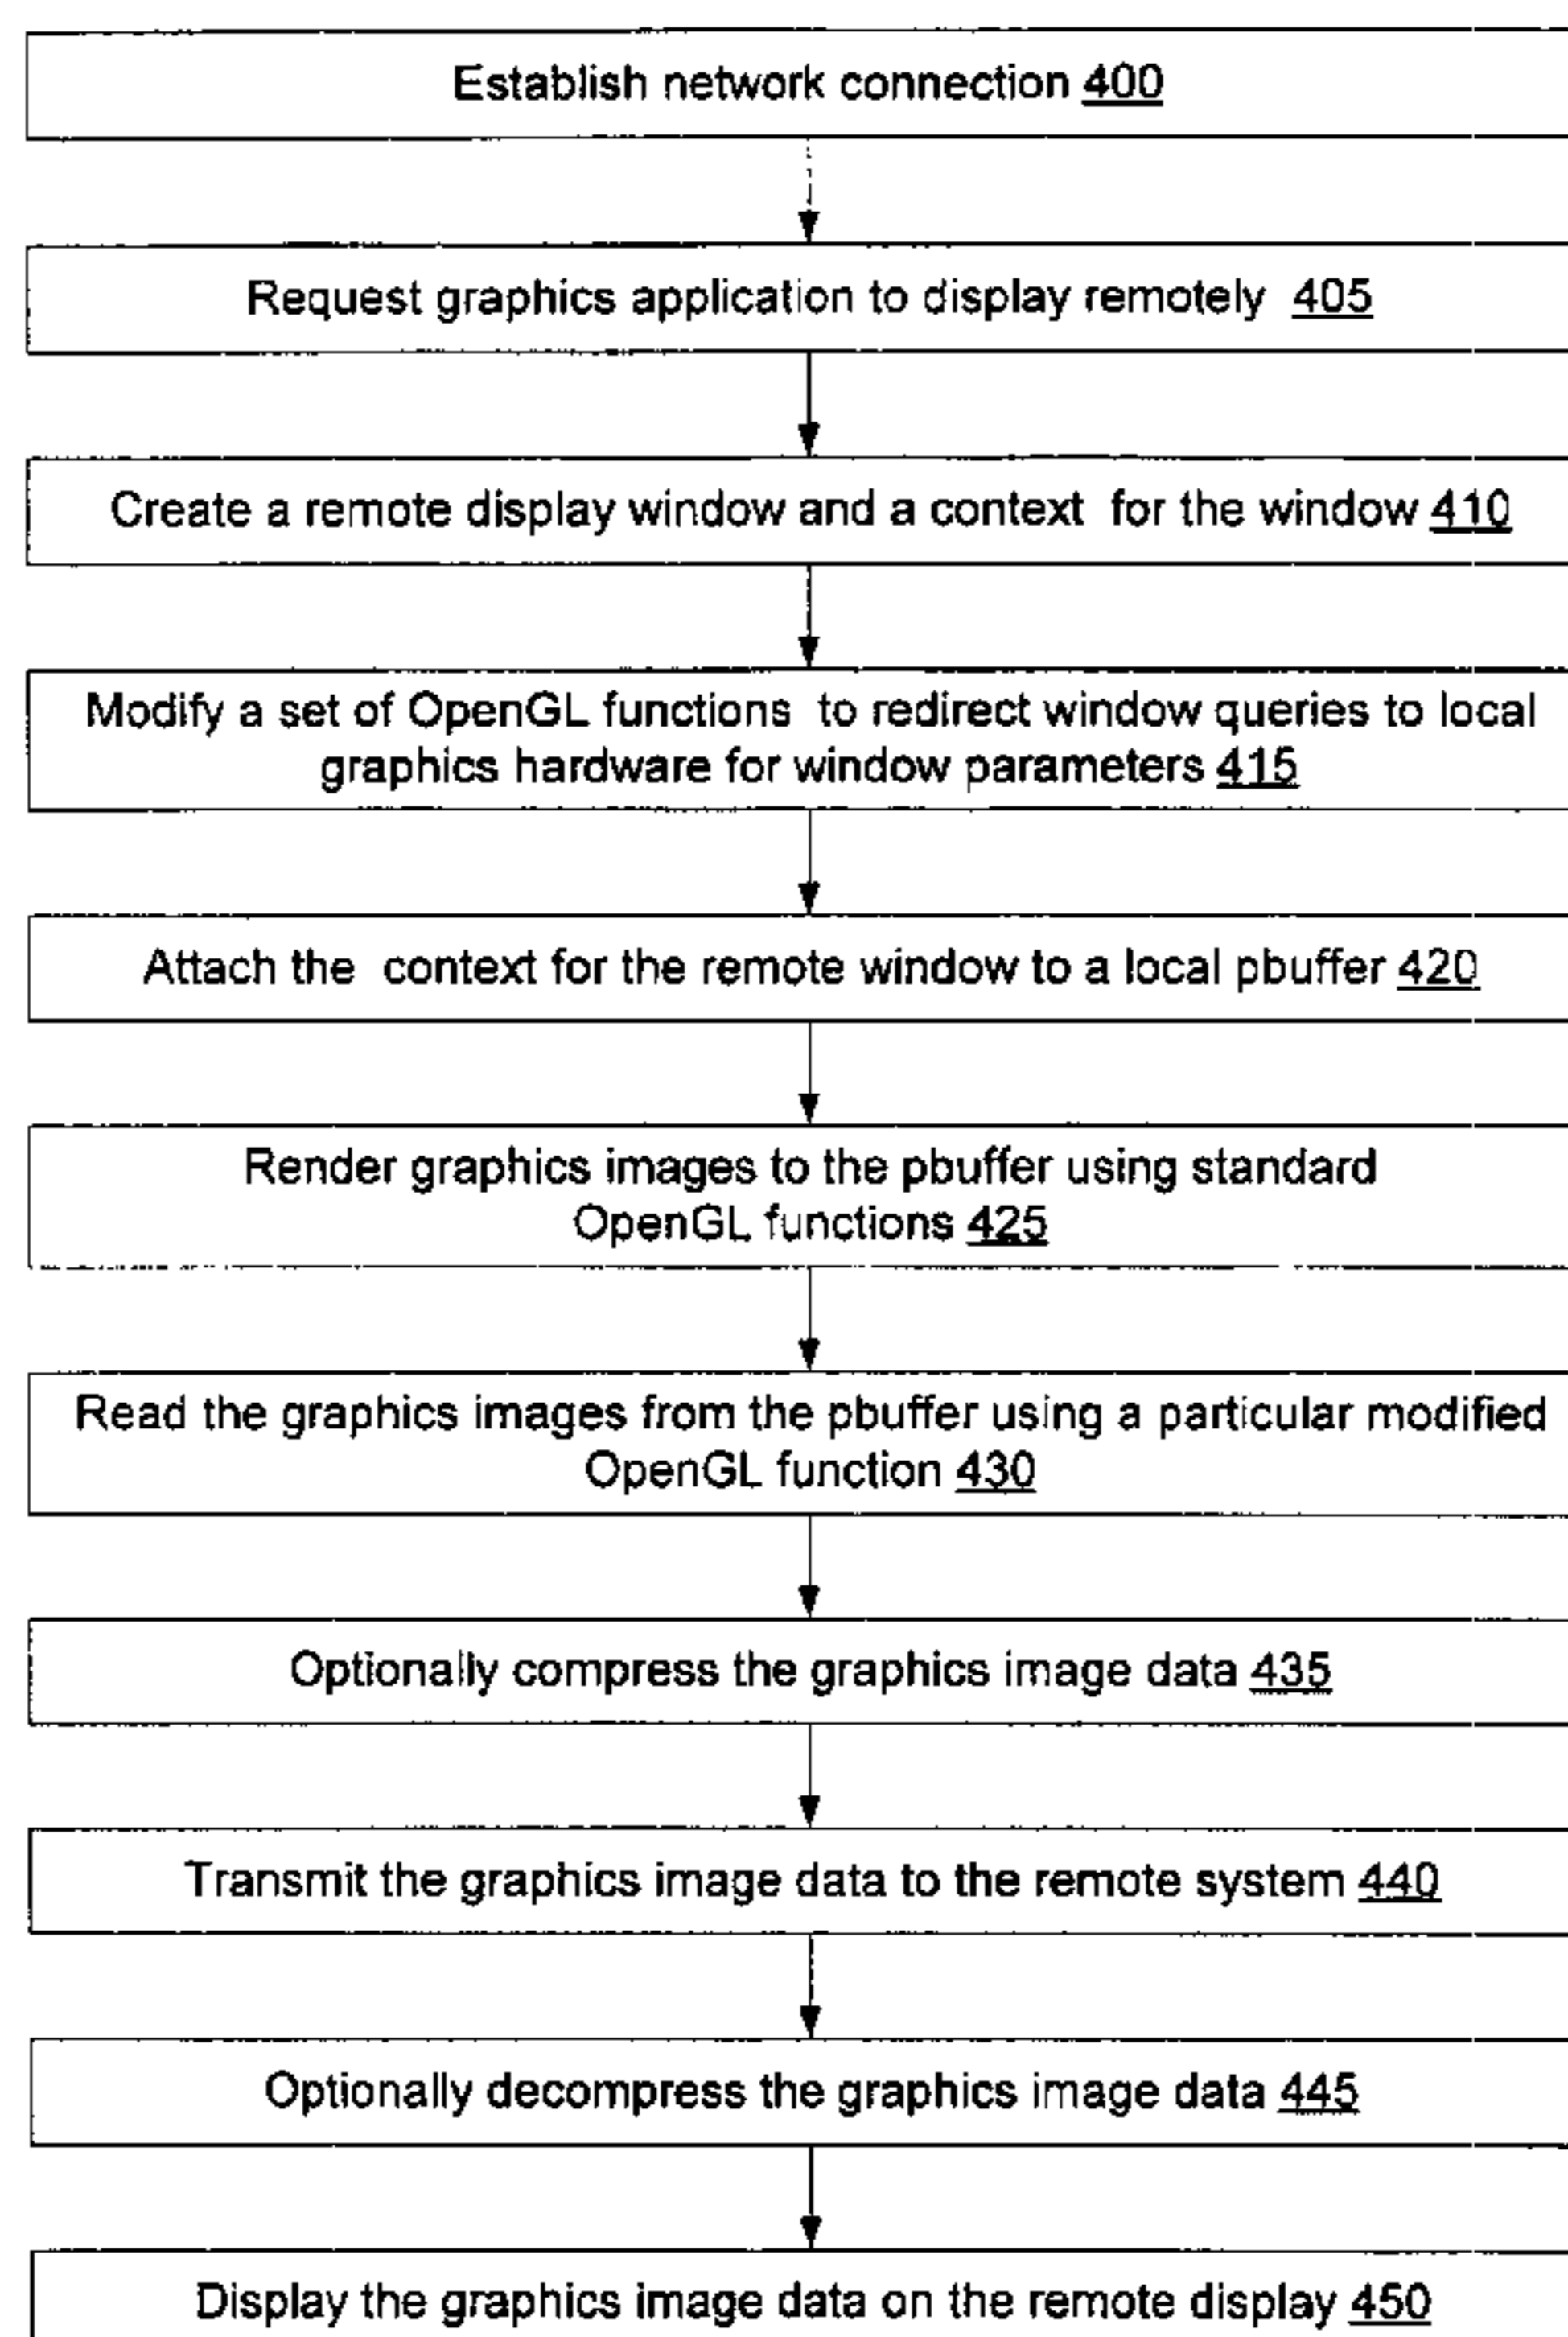 Establish network connection 400
Request graphics application to display remotely 405
Create a remote display window and a context for the window 410
Modify a set of OpenGL functions to redirect window queries to local
graphics hardware for window parameters 415
Attach the context for the remote window to a local pbuffer 420
Render graphics images to the pbuffer using standard
OpenGL functions 425
Read the graphics images from the pbuffer using a particular modified
OpenGL function 430
Optionally compress the graphics image data 435
Transmit the graphics image data to the remote system 440
Optionally decompress the graphics image data 445
Display the graphics image data on the remote display 450